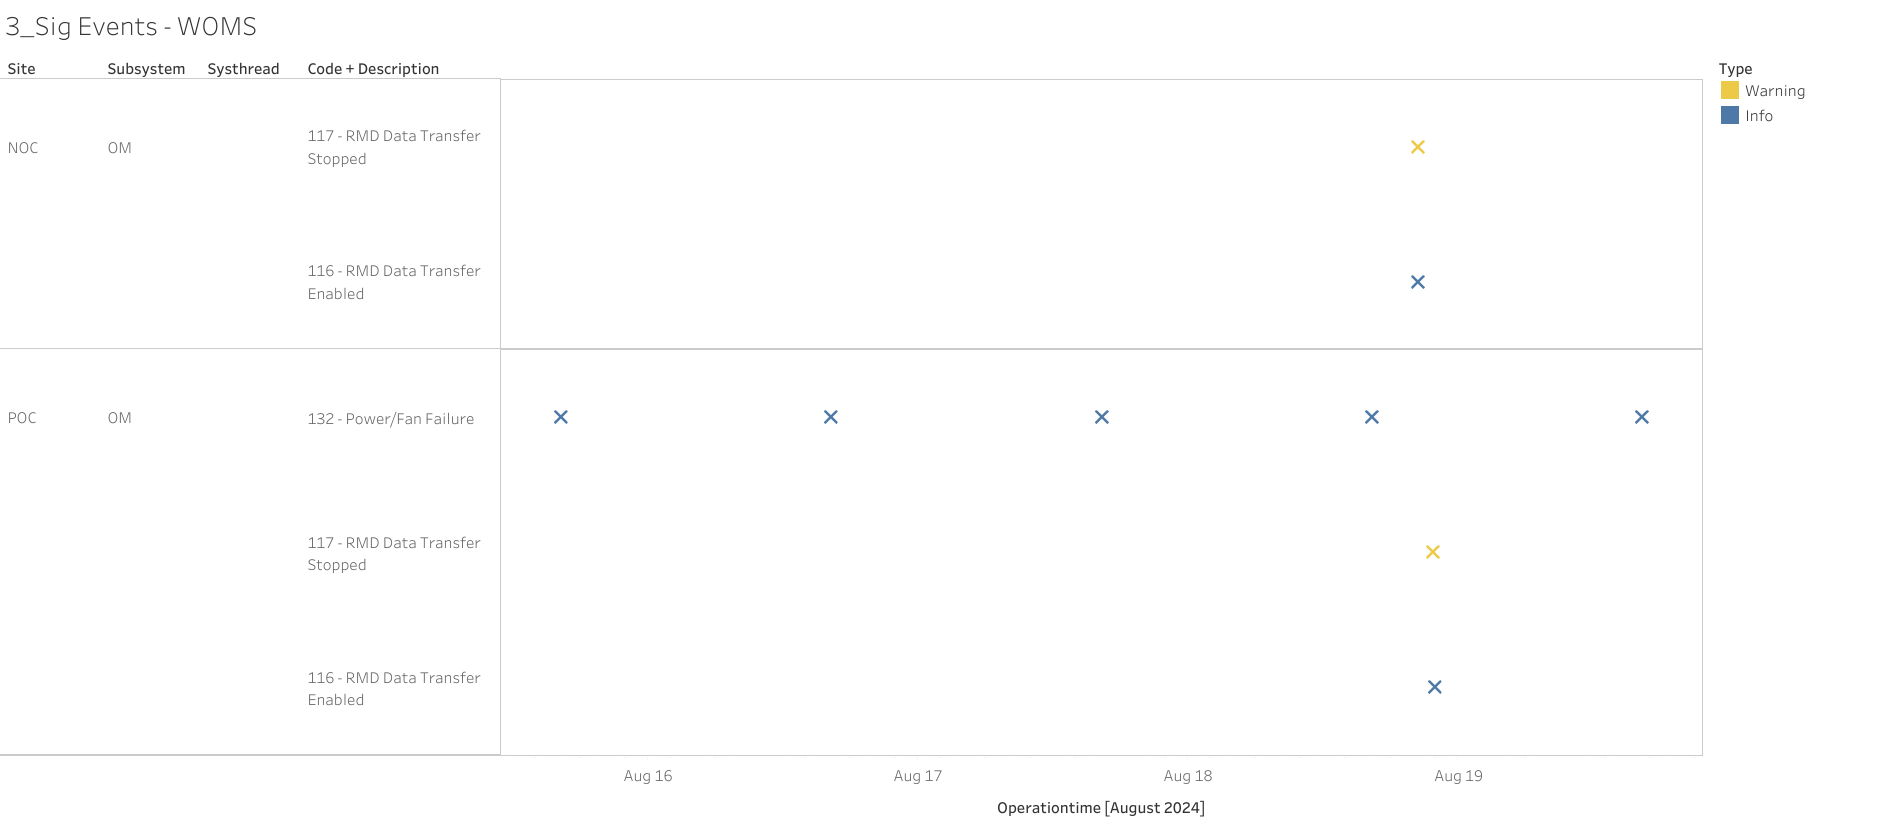 3_Sig Events - WOMS
Site Subsystem Systhread Code + Description
Type
Warning
Info
NOC OM 117 - RMD Data Transfer
Stopped
116 - RMD Data Transfer
Enabled
POC OM 132 - Power/Fan Failure
117 - RMD Data Transfer
Stopped
116 - RMD Data Transfer
Enabled
Aug 16 Aug 17 Aug 18 Aug 19
Operationtime [August 2024]